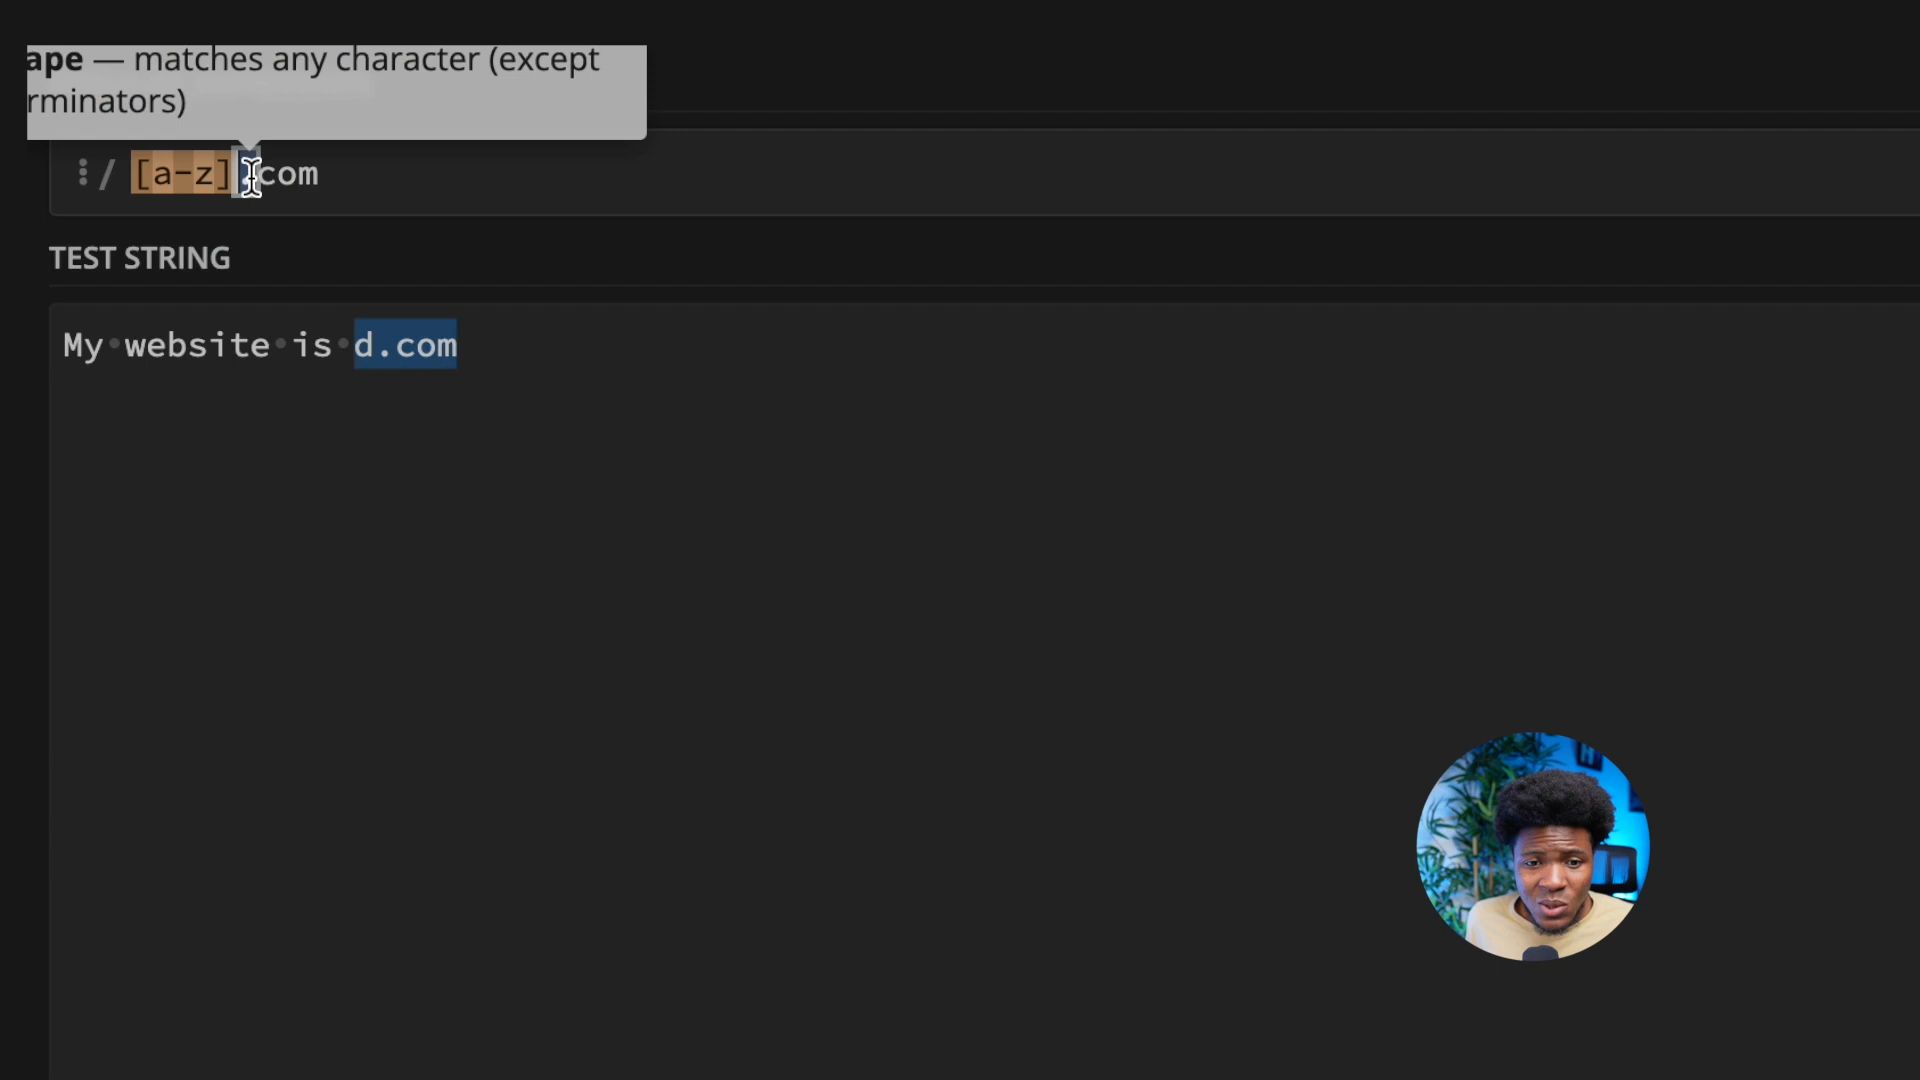 ape — matches any character (except
rminators)
/ [a-z].com
TEST STRING
My website is d.com